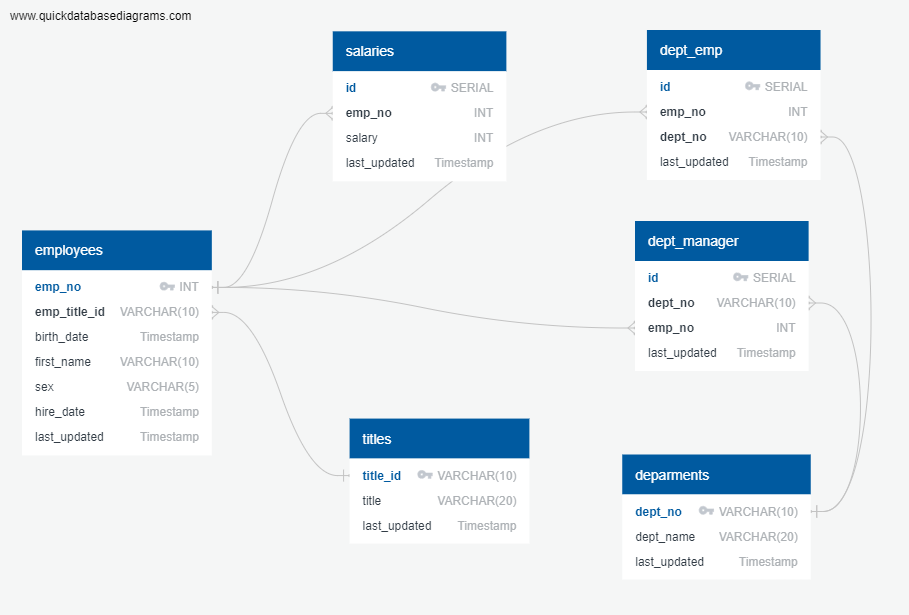 www.quickdatabasediagrams.com
salaries
id SERIAL
emp_no INT
salary INT
last_updated Timestamp
dept_emp
id SERIAL
emp_no INT
dept_no VARCHAR(10)
last_updated Timestamp
employees
emp_no INT
emp_title_id VARCHAR(10)
birth_date Timestamp
first_name VARCHAR(10)
sex VARCHAR(5)
hire_date Timestamp
last_updated Timestamp
dept_manager
id SERIAL
dept_no VARCHAR(10)
emp_no INT
last_updated Timestamp
titles
title_id VARCHAR(10)
title VARCHAR(20)
last_updated Timestamp
deparments
dept_no VARCHAR(10)
dept_name VARCHAR(20)
last_updated Timestamp